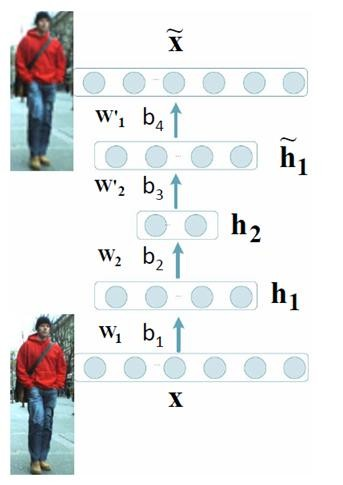 x̃
W'₁ b₄
h̃₁
W'₂ b₃
h₂
W₂ b₂
h₁
W₁ b₁
x